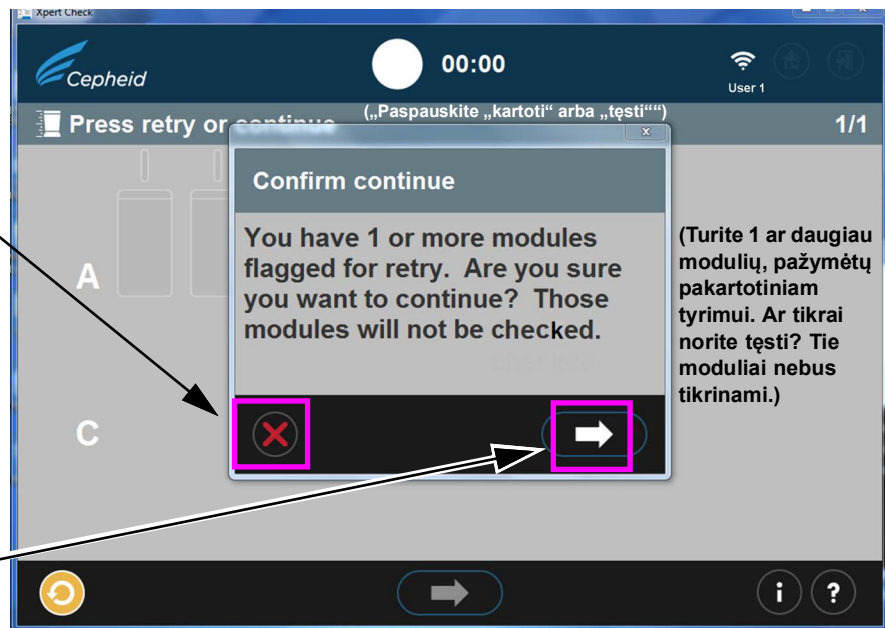 Xpert Check
Cepheid
00:00
User 1
Press retry or continue
(„Paspauskite „kartoti“ arba „tęsti““)
1/1
x
Confirm continue
You have 1 or more modules
flagged for retry. Are you sure
you want to continue? Those
modules will not be checked.
(Turite 1 ar daugiau
modulių, pažymėtų
pakartotiniam
tyrimui. Ar tikrai
norite tęsti? Tie
moduliai nebus
tikrinami.)
A
C
i
?